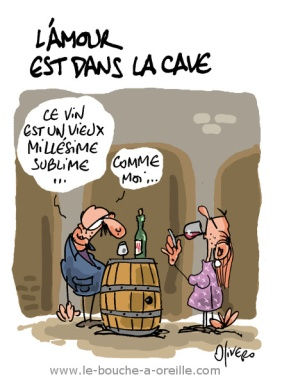 L'ÂMOUR
EST DANS LA CAVE
CE VIN
EST UN VIEUX
MILLÉSIME
SUBLIME
...
COMME
MOI...
OLIVERO
www.le-bouche-a-oreille.com